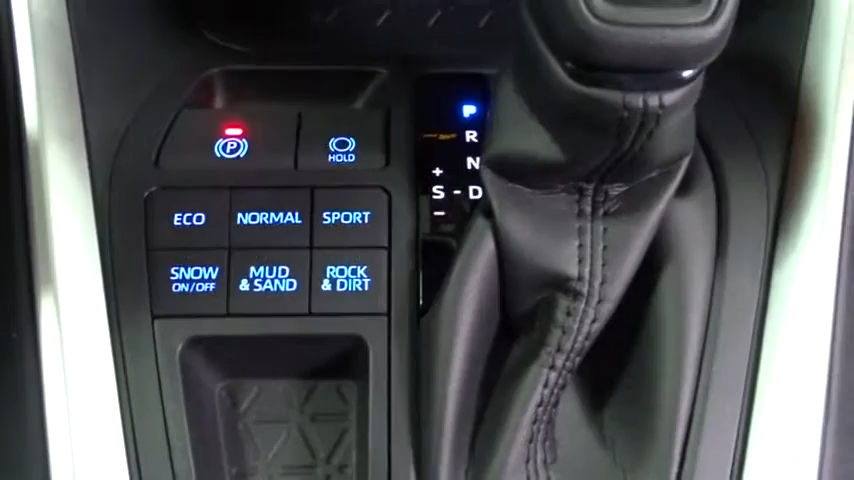 P
HOLD
ECO
NORMAL
SPORT
SNOW
ON/OFF
MUD
& SAND
ROCK
& DIRT
P
R
N
+
S - D
-